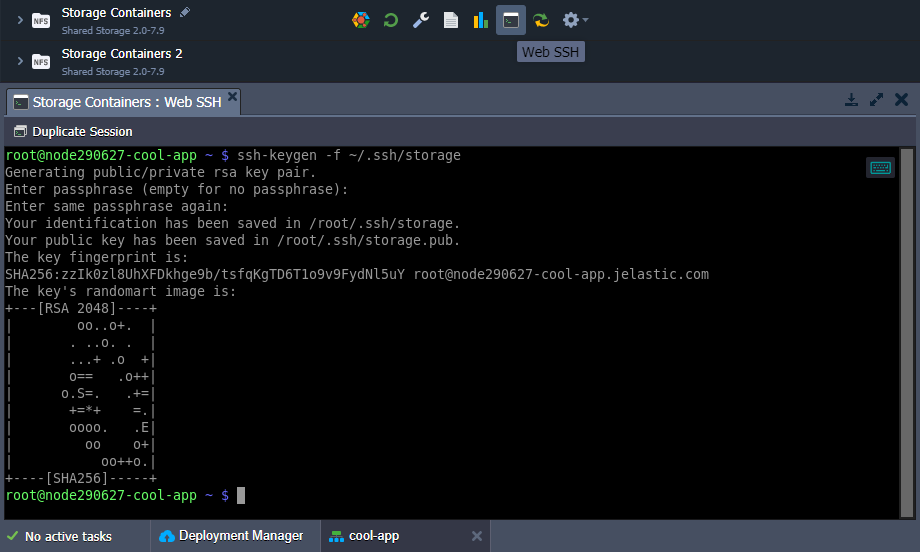 Storage Containers
NFS
Shared Storage 2.0-7.9
Storage Containers 2
NFS
Shared Storage 2.0-7.9
Web SSH
Storage Containers : Web SSH
Duplicate Session
root@node290627-cool-app ~ $ ssh-keygen -f ~/.ssh/storage
Generating public/private rsa key pair.
Enter passphrase (empty for no passphrase):
Enter same passphrase again:
Your identification has been saved in /root/.ssh/storage.
Your public key has been saved in /root/.ssh/storage.pub.
The key fingerprint is:
SHA256:zzIk0zl8UhXFDkhge9b/tsfqKgTD6T1o9v9FydNl5uY root@node290627-cool-app.jelastic.com
The key's randomart image is:
+---[RSA 2048]----+
|        oo..o+.  |
|       . ..o. .  |
|       ...+ .o  +|
|       o==   .o++|
|      o.S=.   .+=|
|       +=*+    =.|
|       oooo.   .E|
|         oo    o+|
|           oo++o.|
+----[SHA256]-----+
root@node290627-cool-app ~ $
No active tasks
Deployment Manager
cool-app